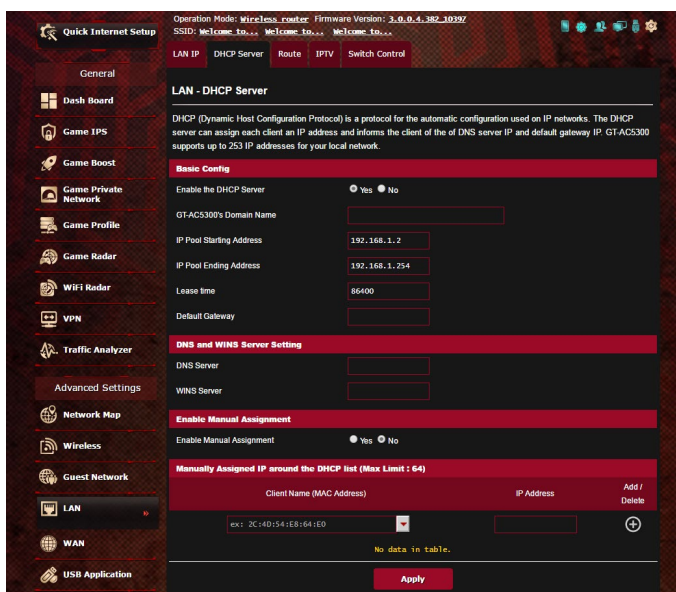 Quick Internet Setup
General
Dash Board
Game IPS
Game Boost
Game Private
Network
Game Profile
Game Radar
WiFi Radar
VPN
Traffic Analyzer
Advanced Settings
Network Map
Wireless
Guest Network
LAN
WAN
USB Application
Operation Mode: Wireless router Firmware Version: 3.0.0.4.382_10397
SSID: Welcome to... Welcome to... Welcome to...
LAN IP DHCP Server Route IPTV Switch Control
LAN - DHCP Server
DHCP (Dynamic Host Configuration Protocol) is a protocol for the automatic configuration used on IP networks. The DHCP
server can assign each client an IP address and informs the client of the of DNS server IP and default gateway IP. GT-AC5300
supports up to 253 IP addresses for your local network.
Basic Config
Enable the DHCP Server Yes No
GT-AC5300's Domain Name
IP Pool Starting Address 192.168.1.2
IP Pool Ending Address 192.168.1.254
Lease time 86400
Default Gateway
DNS and WINS Server Setting
DNS Server
WINS Server
Enable Manual Assignment
Enable Manual Assignment Yes No
Manually Assigned IP around the DHCP list (Max Limit : 64)
Client Name (MAC Address) IP Address Add /
Delete
ex: 2C:4D:54:E8:64:E0
No data in table.
Apply